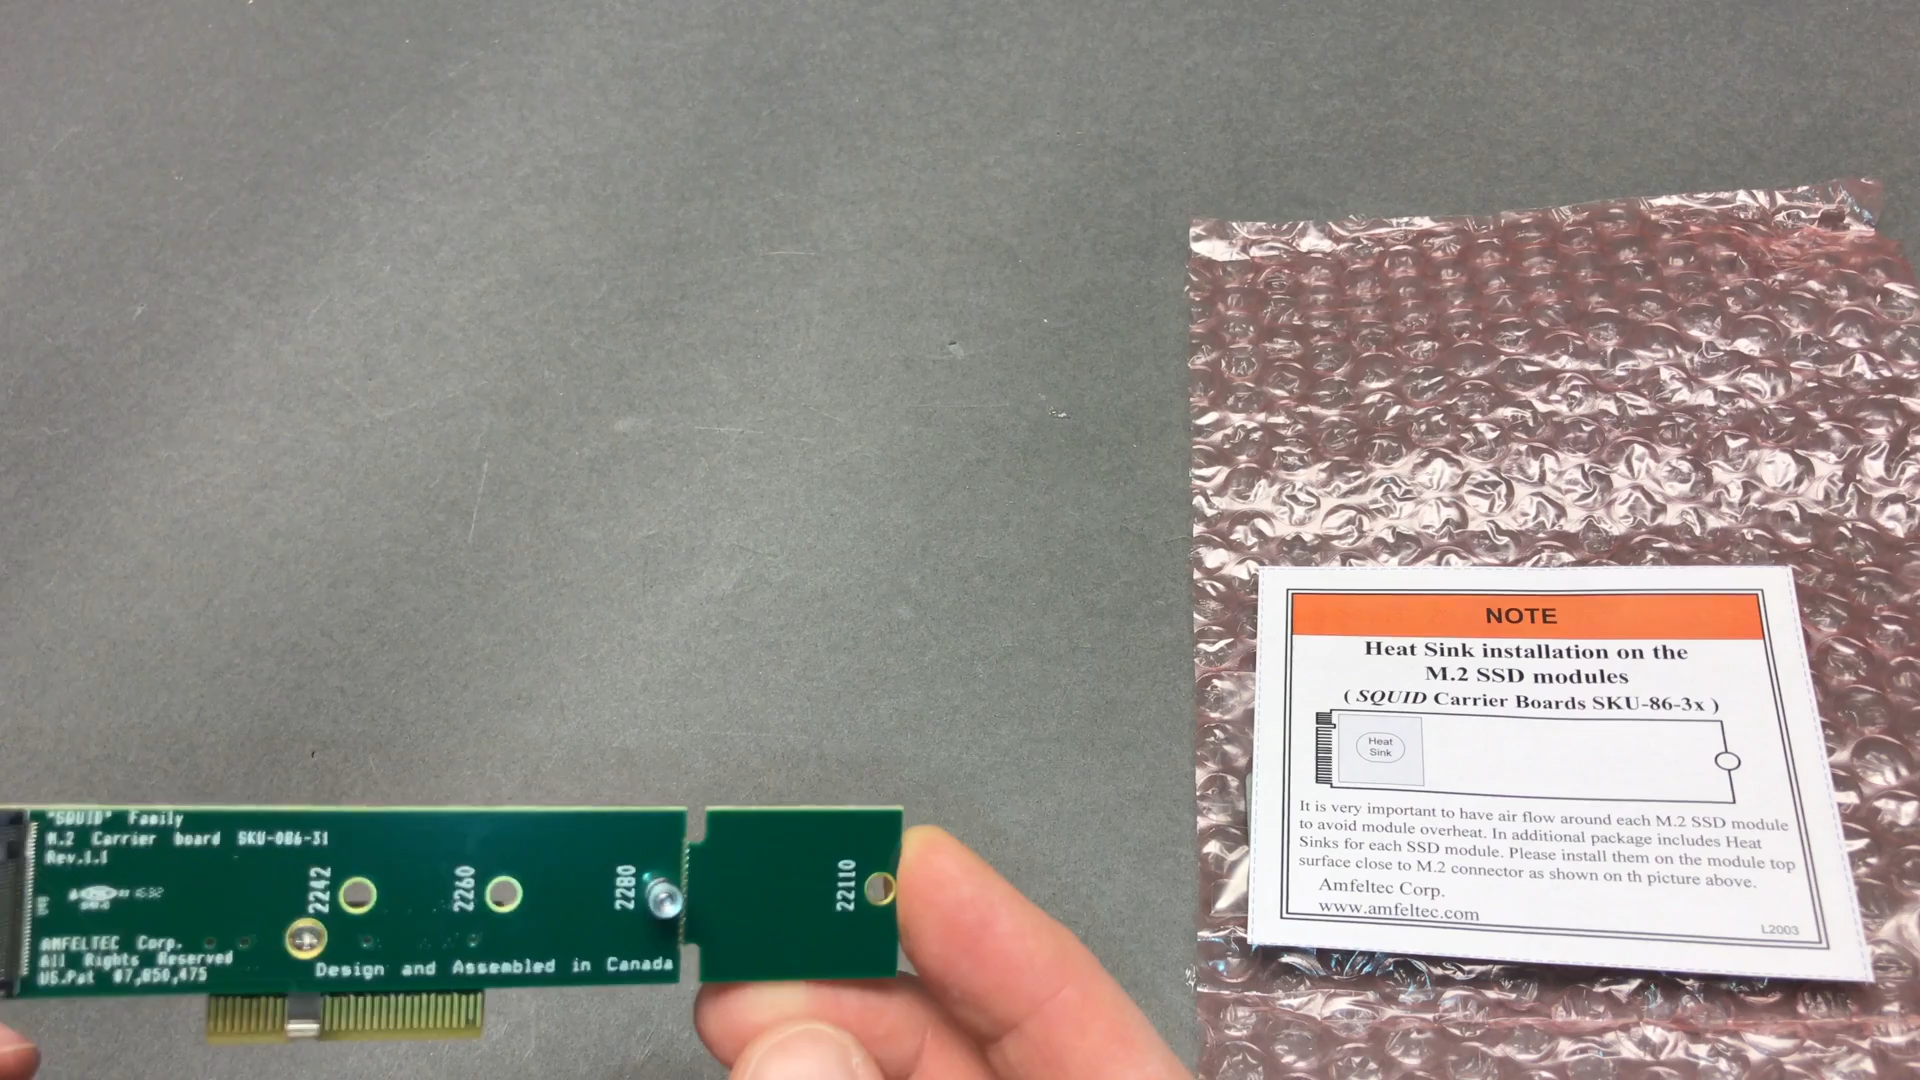 "SQUID" Family
M.2 Carrier board SKU-086-31
Rev.1.1
2242
2260
2280
22110
AMFELTEC Corp.
All Rights Reserved
US.Pat #7,850,475
Design and Assembled in Canada
NOTE
Heat Sink installation on the
M.2 SSD modules
( SQUID Carrier Boards SKU-86-3x )
Heat
Sink
It is very important to have air flow around each M.2 SSD module
to avoid module overheat. In additional package includes Heat
Sinks for each SSD module. Please install them on the module top
surface close to M.2 connector as shown on th picture above.
Amfeltec Corp.
www.amfeltec.com
L2003